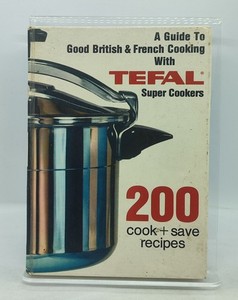 A Guide To
Good British & French Cooking
With
TEFAL®
Super Cookers
200
cook + save
recipes